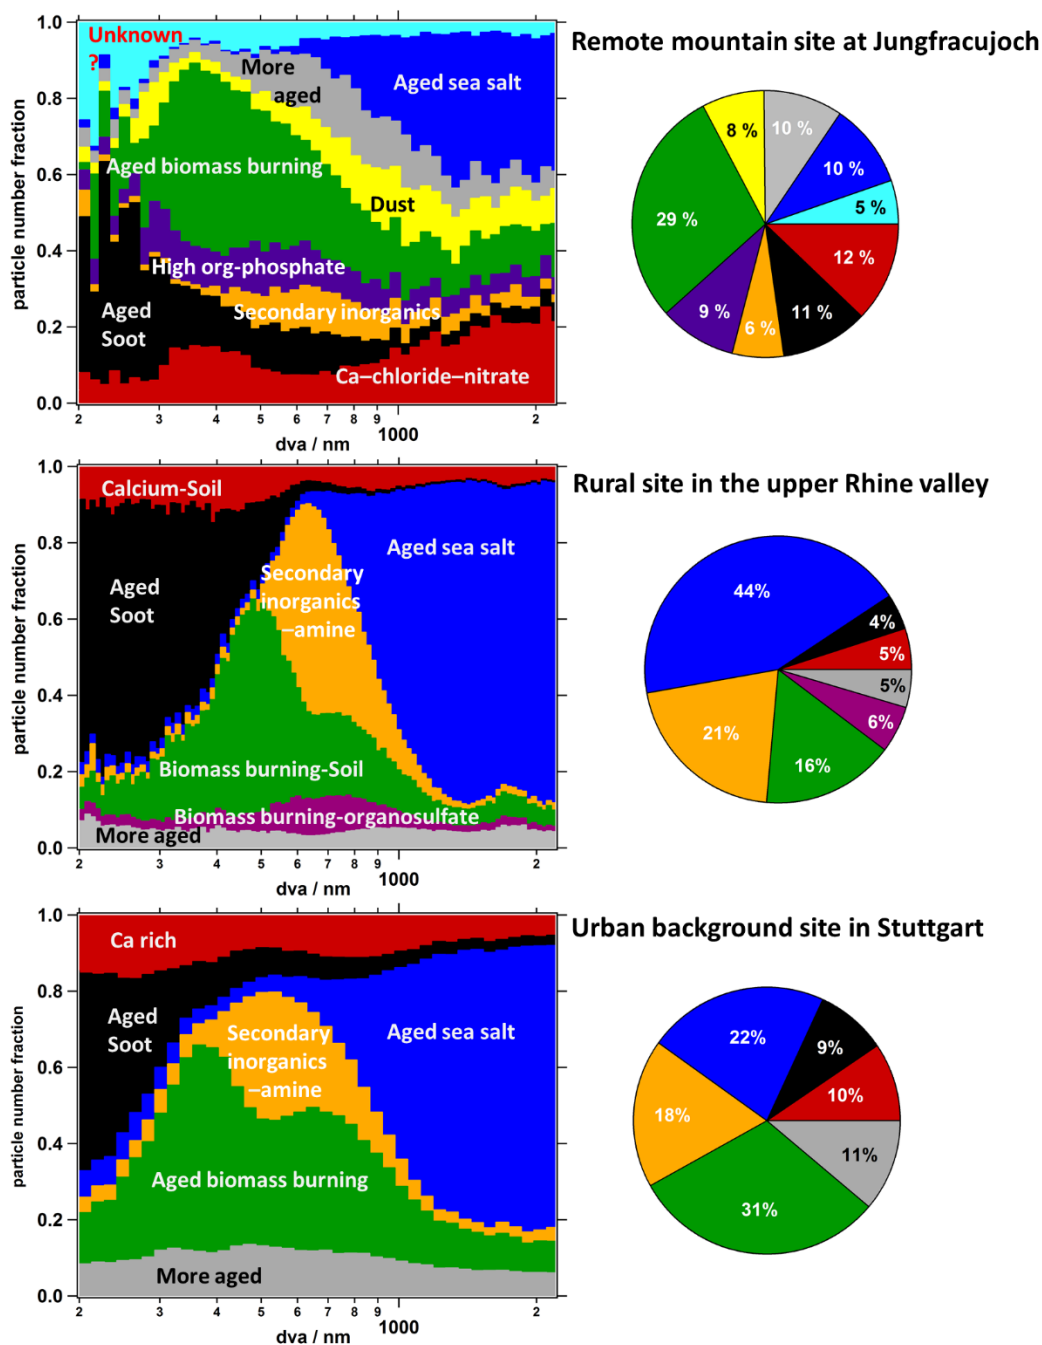 Remote mountain site at Jungfracujoch
1.0
0.8
0.6
0.4
0.2
0.0
particle number fraction
Unknown
?
More
aged
Aged sea salt
Aged biomass burning
Dust
High org-phosphate
Aged
Soot
Secondary inorganics
Ca–chloride–nitrate
2 3 4 5 6 7 8 9 1000 2
dva / nm
8 %
10 %
10 %
5 %
29 %
12 %
9 %
6 %
11 %
Rural site in the upper Rhine valley
1.0
0.8
0.6
0.4
0.2
0.0
particle number fraction
Calcium-Soil
Aged sea salt
Aged
Soot
Secondary
inorganics
–amine
Biomass burning-Soil
Biomass burning-organosulfate
More aged
2 3 4 5 6 7 8 9 1000 2
dva / nm
44%
4%
5%
5%
6%
21%
16%
Urban background site in Stuttgart
1.0
0.8
0.6
0.4
0.2
0.0
particle number fraction
Ca rich
Aged
Soot
Secondary
inorganics
–amine
Aged sea salt
Aged biomass burning
More aged
2 3 4 5 6 7 8 9 1000 2
dva / nm
22%
9%
10%
18%
11%
31%